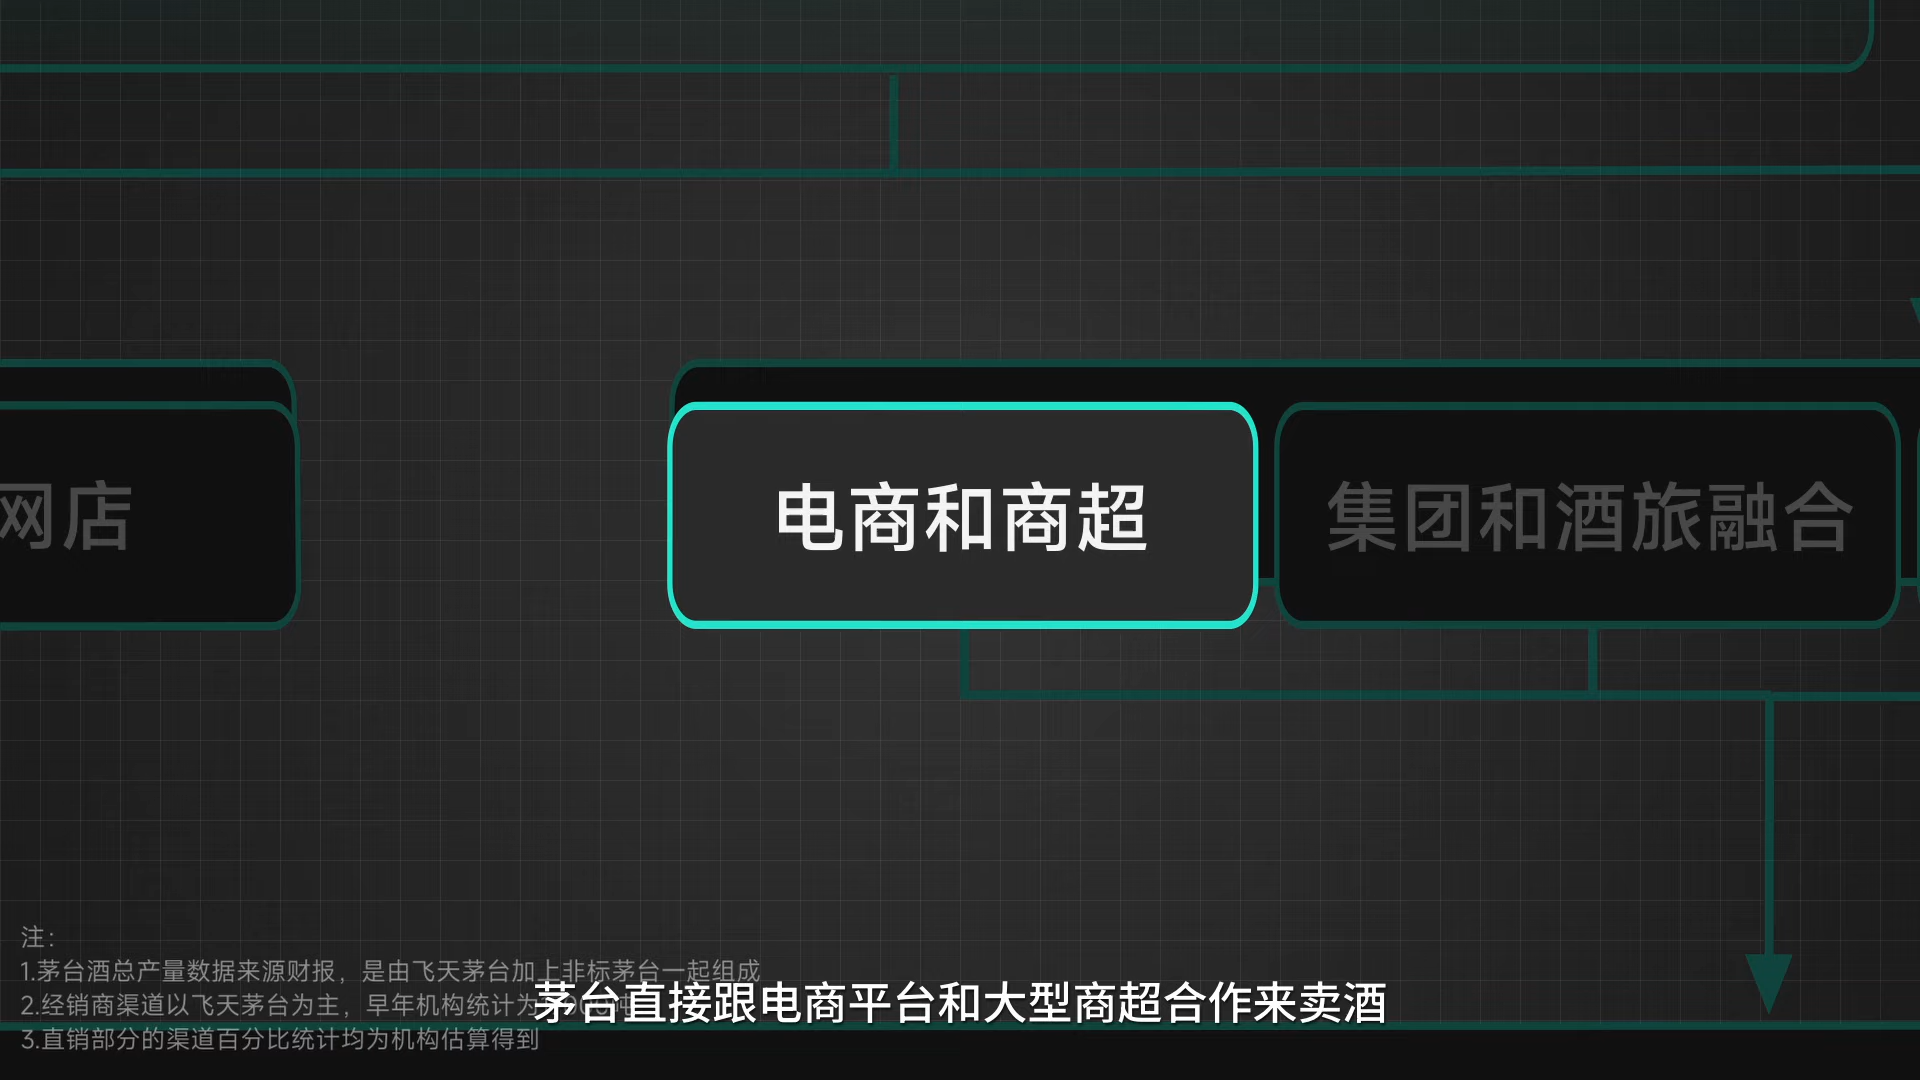 网店
电商和商超
集团和酒旅融合
注：
1.茅台酒总产量数据来源财报，是由飞天茅台加上非标茅台一起组成
2.经销商渠道以飞天茅台为主，早年机构统计为
茅台直接跟电商平台和大型商超合作来卖酒
3.直销部分的渠道百分比统计均为机构估算得到